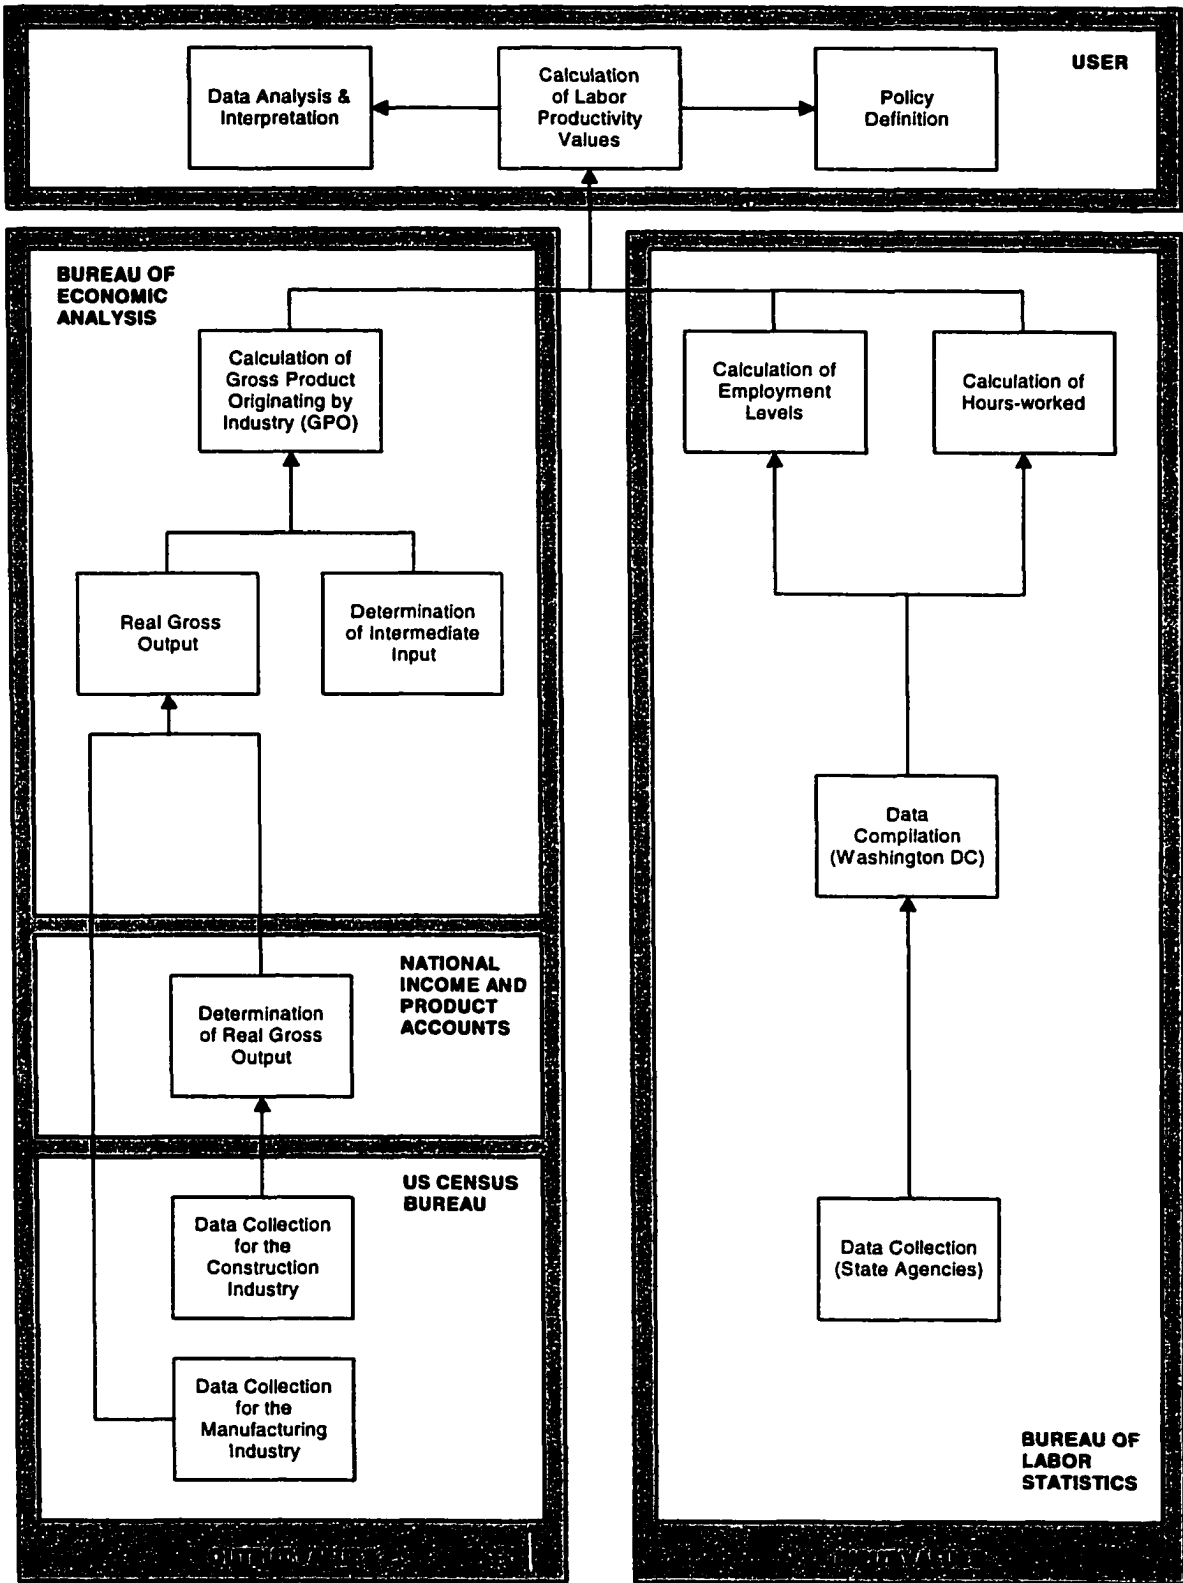 USER
Data Analysis &
Interpretation
Calculation
of Labor
Productivity
Values
Policy
Definition
BUREAU OF
ECONOMIC
ANALYSIS
Calculation of
Gross Product
Originating by
Industry (GPO)
Real Gross
Output
Determination
of Intermediate
Input
NATIONAL
INCOME AND
PRODUCT
ACCOUNTS
Determination
of Real Gross
Output
US CENSUS
BUREAU
Data Collection
for the
Construction
Industry
Data Collection
for the
Manufacturing
Industry
Calculation of
Employment
Levels
Calculation of
Hours-worked
Data
Compilation
(Washington DC)
Data Collection
(State Agencies)
BUREAU OF
LABOR
STATISTICS